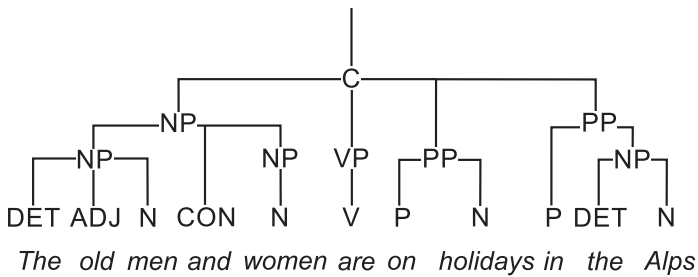 C
NP PP
NP NP VP PP NP
DET ADJ N CON N V P N P DET N
The old men and women are on holidays in the Alps